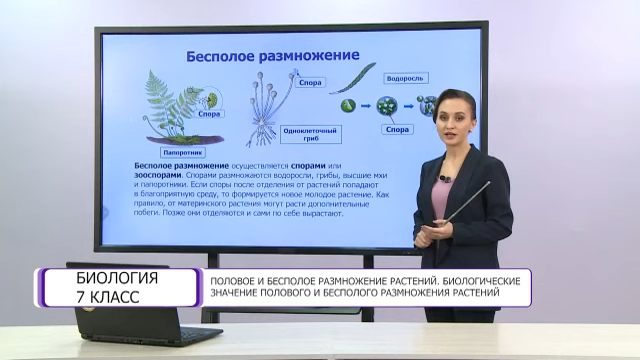 Бесполое размножение
Спора
Водоросль
Спора
Одноклеточный
гриб
Спора
Папоротник
Бесполое размножение осуществляется спорами или
зооспорами. Спорами размножаются водоросли, грибы, высшие мхи
и папоротники. Если споры после отделения от растений попадают
в благоприятную среду, то формируется новое молодое растение. Как
правило, от материнского растения могут расти дополнительные
побеги. Позже они отделяются и сами по себе вырастают.
БИОЛОГИЯ
7 КЛАСС
ПОЛОВОЕ И БЕСПОЛОЕ РАЗМНОЖЕНИЕ РАСТЕНИЙ. БИОЛОГИЧЕСКИЕ
ЗНАЧЕНИЕ ПОЛОВОГО И БЕСПОЛОГО РАЗМНОЖЕНИЯ РАСТЕНИЙ